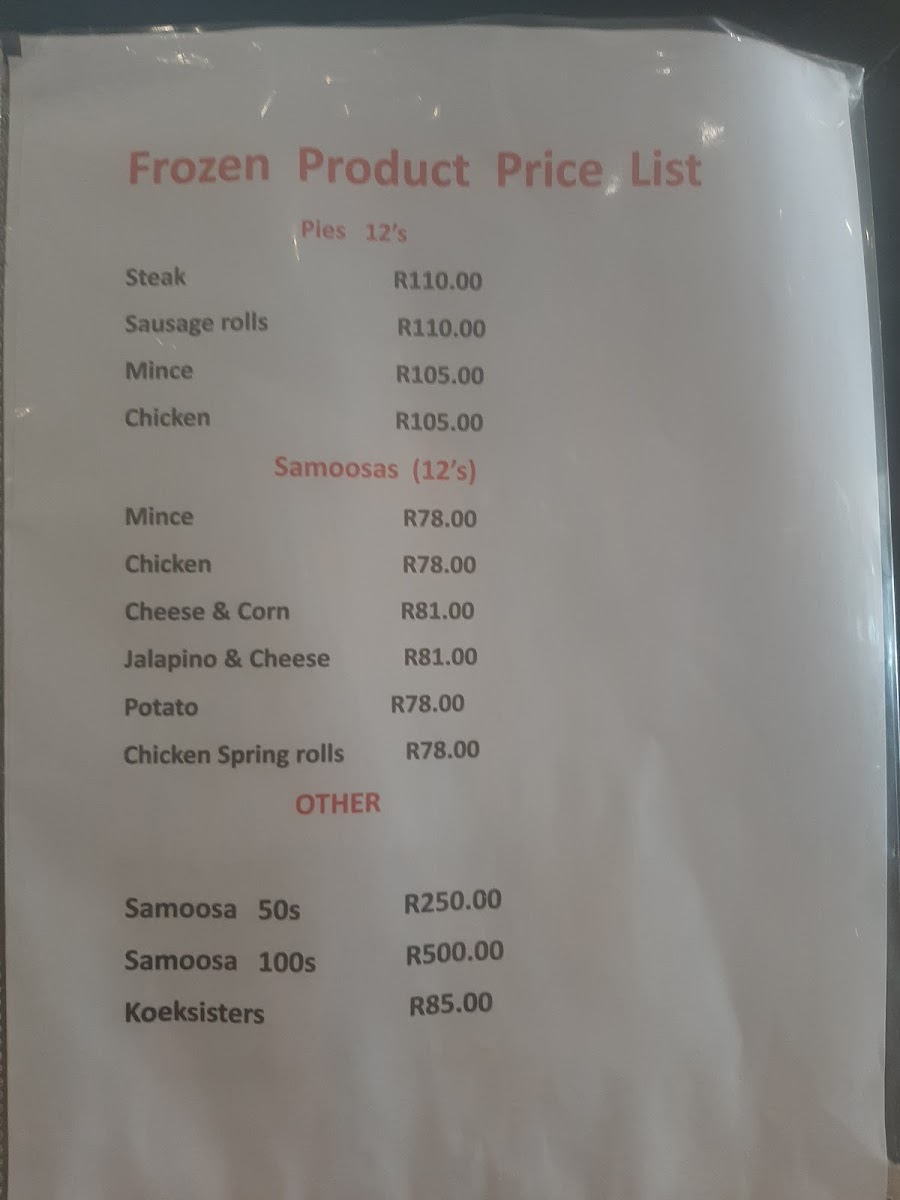 Frozen Product Price List
Pies 12's
Steak R110.00
Sausage rolls R110.00
Mince R105.00
Chicken R105.00
Samoosas (12's)
Mince R78.00
Chicken R78.00
Cheese & Corn R81.00
Jalapino & Cheese R81.00
Potato R78.00
Chicken Spring rolls R78.00
OTHER
Samoosa 50s R250.00
Samoosa 100s R500.00
Koeksisters R85.00